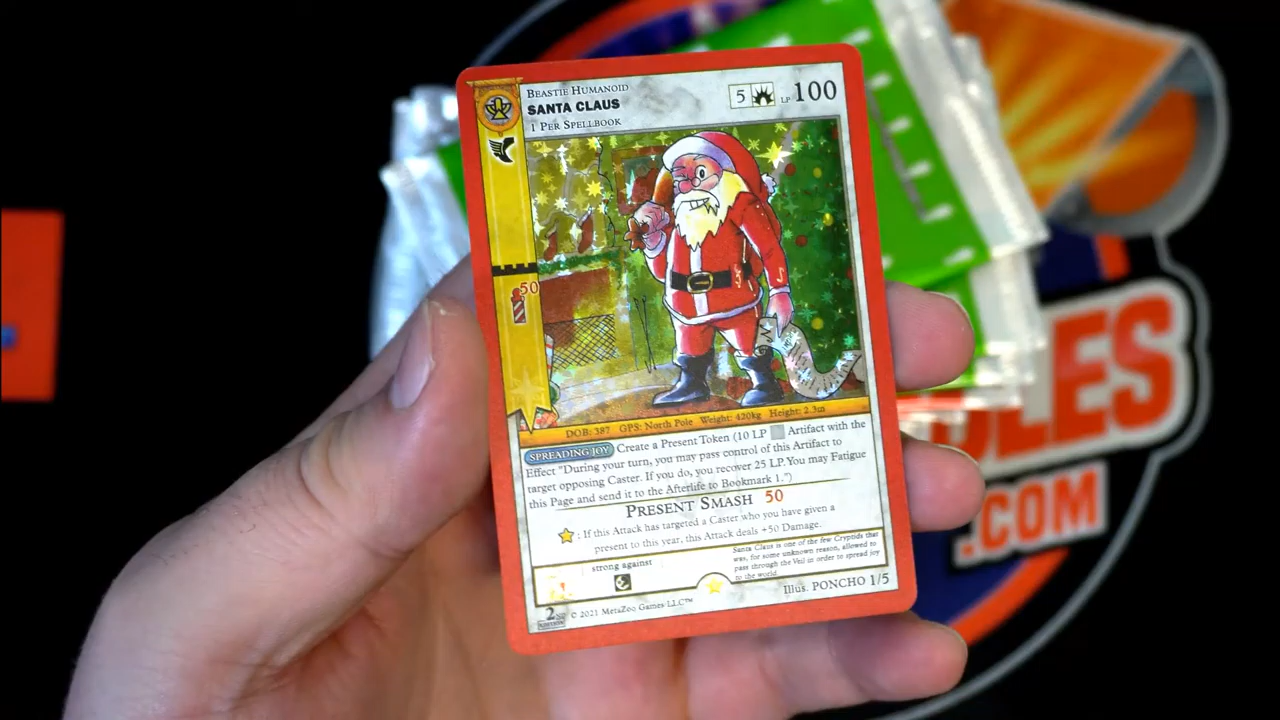 BEASTIE HUMANOID
SANTA CLAUS
1 PER SPELLBOOK
5
LP 100
50
DOB: 387 GPS: North Pole Weight: 420kg Height: 2.3m
SPREADING JOY Create a Present Token (10 LP Artifact with the
Effect "During your turn, you may pass control of this Artifact to
target opposing Caster. If you do, you recover 25 LP. You may Fatigue
this Page and send it to the Afterlife to Bookmark 1.")
PRESENT SMASH 50
: If this Attack has targeted a Caster who you have given a
present to this year, this Attack deals +50 Damage.
strong against
Santa Claus is one of the few Cryptids that
was, for some unknown reason, allowed to
pass through the Veil in order to spread joy
to the world.
Illus. PONCHO 1/5
2ND
EDITION
© 2021 MetaZoo Games LLC™
LES
.COM